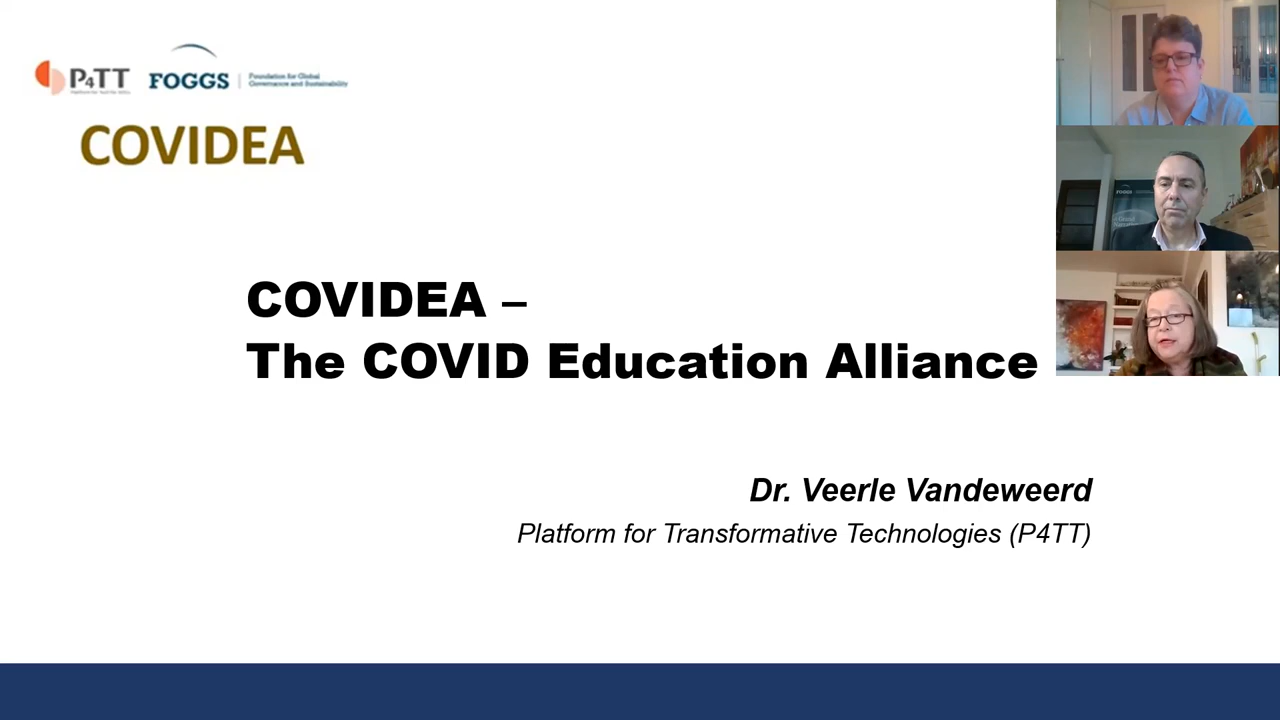 P4TT
FOGGS
Foundation for Global
Governance and Sustainability
COVIDEA
COVIDEA –
The COVID Education Alliance
Dr. Veerle Vandeweerd
Platform for Transformative Technologies (P4TT)